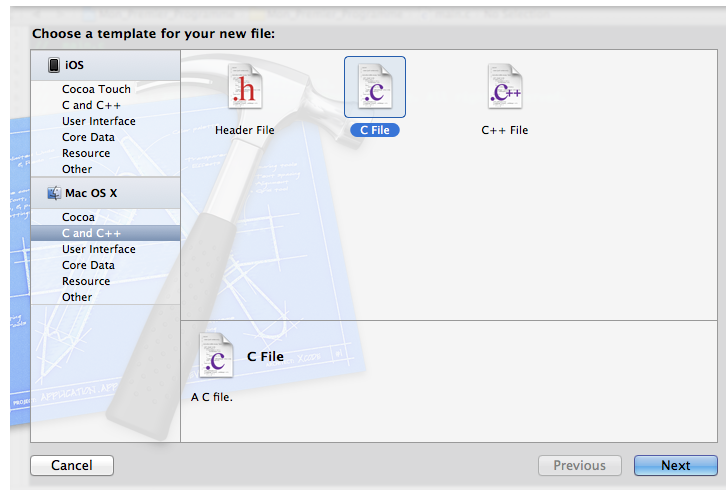 Choose a template for your new file:
iOS
Cocoa Touch
C and C++
User Interface
Core Data
Resource
Other
Mac OS X
Cocoa
C and C++
User Interface
Core Data
Resource
Other
.h
Header File
.c
C File
.c++
C++ File
.c
C File
A C file.
Cancel
Previous
Next